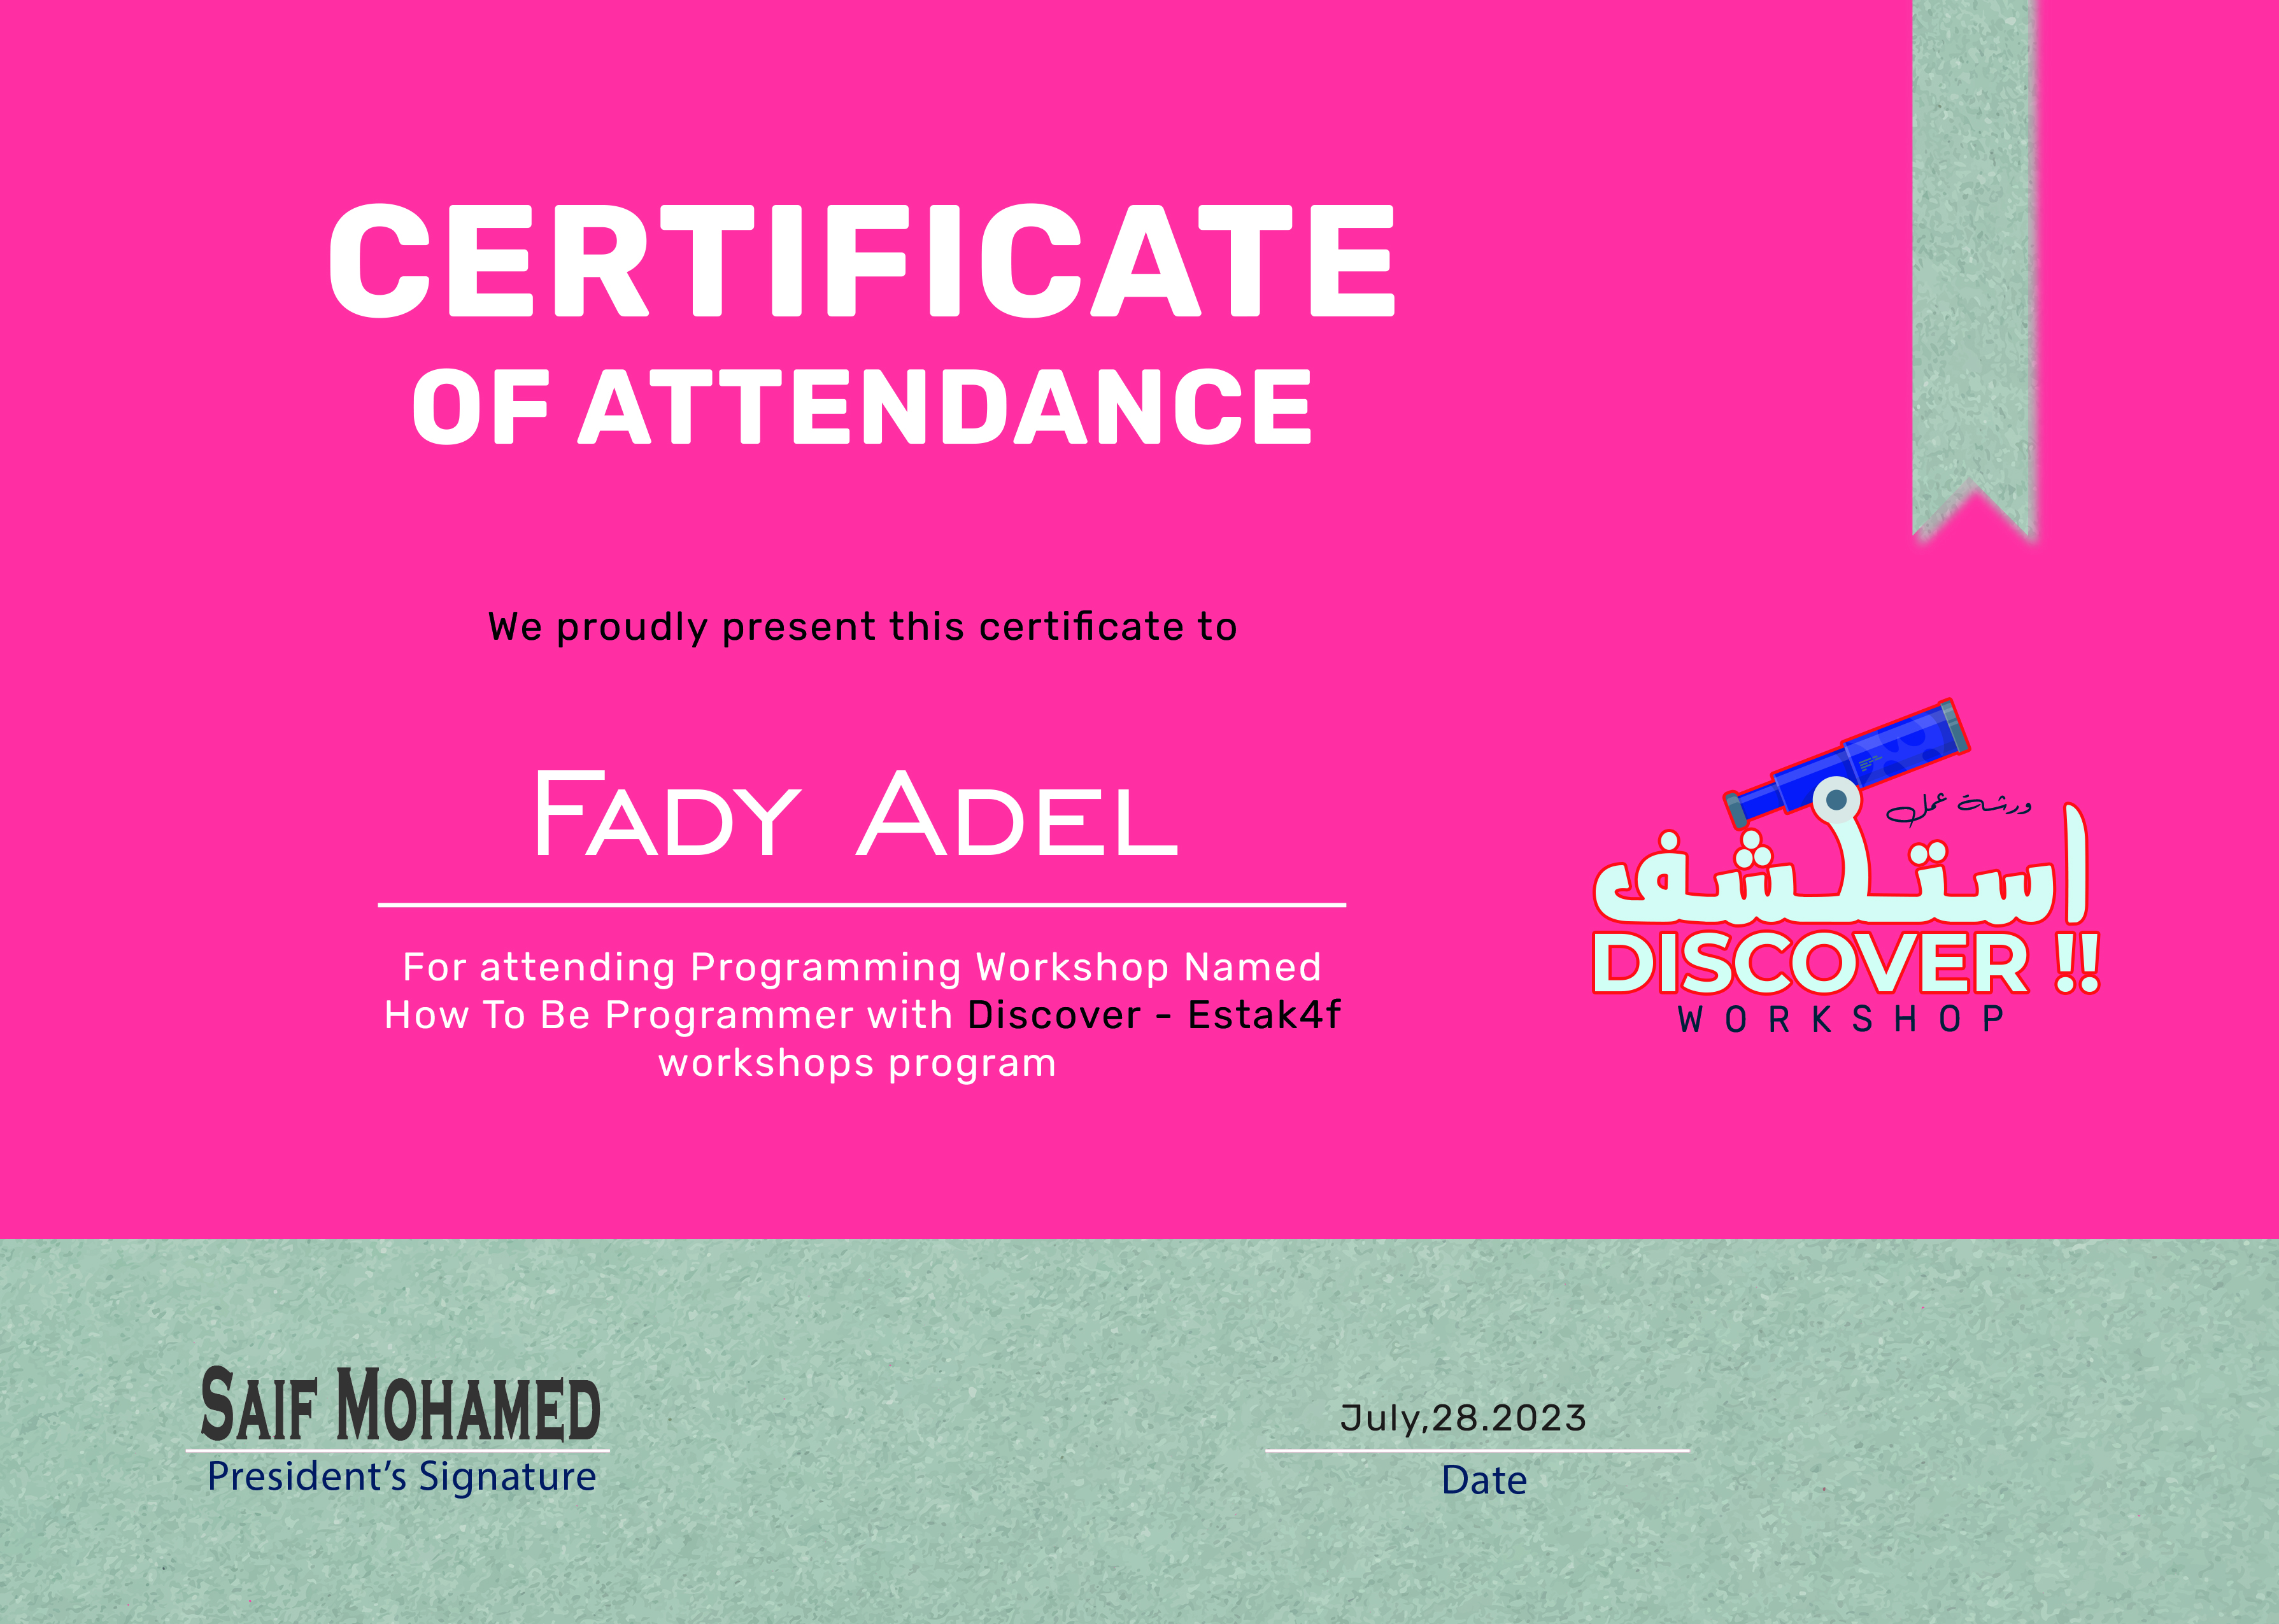 CERTIFICATE
OF ATTENDANCE
We proudly present this certificate to
Fady Adel
For attending Programming Workshop Named
How To Be Programmer with Discover - Estak4f
workshops program
ورشة عمل
استكشف
DISCOVER !!
WORKSHOP
Saif Mohamed
President’s Signature
July,28.2023
Date